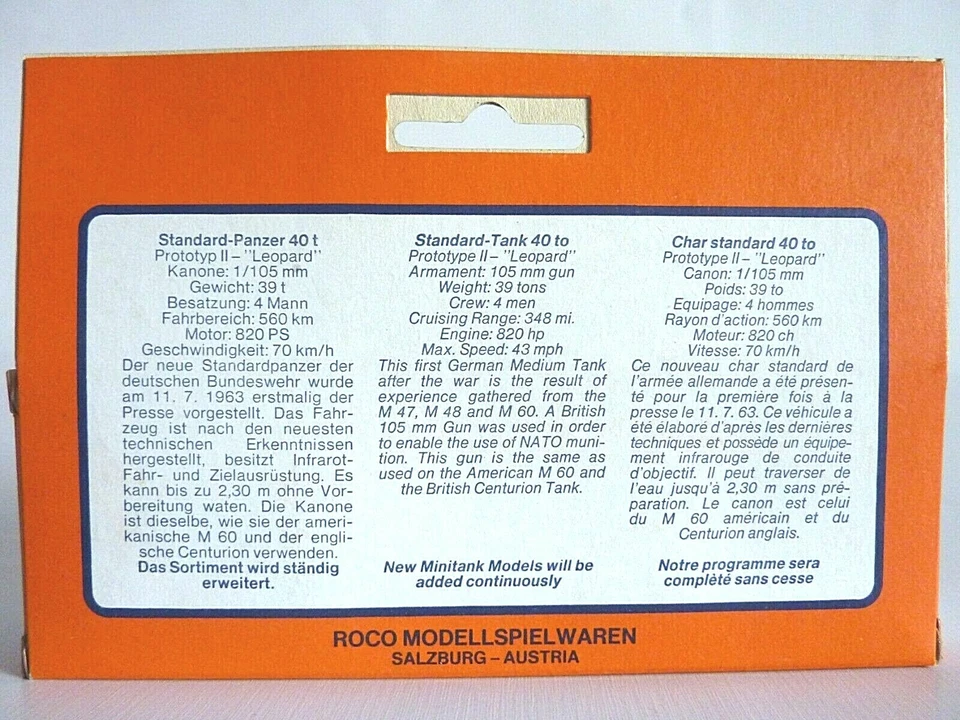 Standard-Panzer 40 t
Prototyp II – "Leopard"
Kanone: 1/105 mm
Gewicht: 39 t
Besatzung: 4 Mann
Fahrbereich: 560 km
Motor: 820 PS
Geschwindigkeit: 70 km/h
Der neue Standardpanzer der
deutschen Bundeswehr wurde
am 11. 7. 1963 erstmalig der
Presse vorgestellt. Das Fahr-
zeug ist nach den neuesten
technischen Erkenntnissen
hergestellt, besitzt Infrarot-
Fahr- und Zielausrüstung. Es
kann bis zu 2,30 m ohne Vor-
bereitung waten. Die Kanone
ist dieselbe, wie sie der ameri-
kanische M 60 und der engli-
sche Centurion verwenden.
Das Sortiment wird ständig
erweitert.
Standard-Tank 40 to
Prototype II – "Leopard"
Armament: 105 mm gun
Weight: 39 tons
Crew: 4 men
Cruising Range: 348 mi.
Engine: 820 hp
Max. Speed: 43 mph
This first German Medium Tank
after the war is the result of
experience gathered from the
M 47, M 48 and M 60. A British
105 mm Gun was used in order
to enable the use of NATO muni-
tion. This gun is the same as
used on the American M 60 and
the British Centurion Tank.
New Minitank Models will be
added continuously
Char standard 40 to
Prototype II – "Leopard"
Canon: 1/105 mm
Poids: 39 to
Equipage: 4 hommes
Rayon d'action: 560 km
Moteur: 820 ch
Vitesse: 70 km/h
Ce nouveau char standard de
l'armée allemande a été présen-
té pour la première fois à la
presse le 11. 7. 63. Ce véhicule a
été élaboré d'après les dernières
techniques et possède un équipe-
ment infrarouge de conduite
d'objectif. Il peut traverser de
l'eau jusqu'à 2,30 m sans pré-
paration. Le canon est celui
du M 60 américain et du
Centurion anglais.
Notre programme sera
complèté sans cesse
ROCO MODELLSPIELWAREN
SALZBURG – AUSTRIA